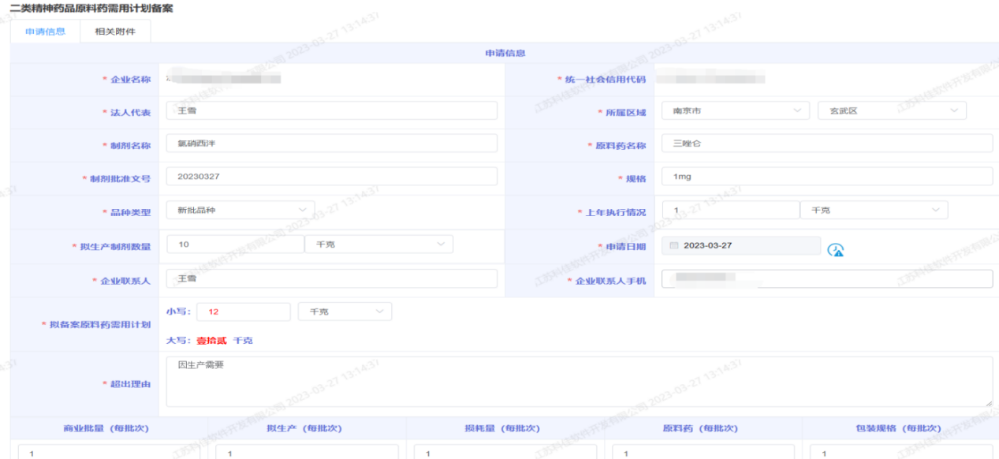 二类精神药品原料药需用计划备案
申请信息 相关附件
申请信息
* 企业名称 * 统一社会信用代码
* 法人代表 王雪 * 所属区域 南京市 玄武区
* 制剂名称 氯硝西泮 * 原料药名称 三唑仑
* 制剂批准文号 20230327 * 规格 1mg
* 品种类型 新批品种 * 上年执行情况 1 千克
* 拟生产制剂数量 10 千克 * 申请日期 2023-03-27
* 企业联系人 王雪 * 企业联系人手机
* 拟备案原料药需用计划 小写: 12 千克
大写: 壹拾贰 千克
* 超出理由 因生产需要
商业批量 (每批次) 拟生产 (每批次) 损耗量 (每批次) 原料药 (每批次) 包装规格 (每批次)
1 1 1 1 1
江苏科佳软件开发有限公司 2023-03-27 13:14:37